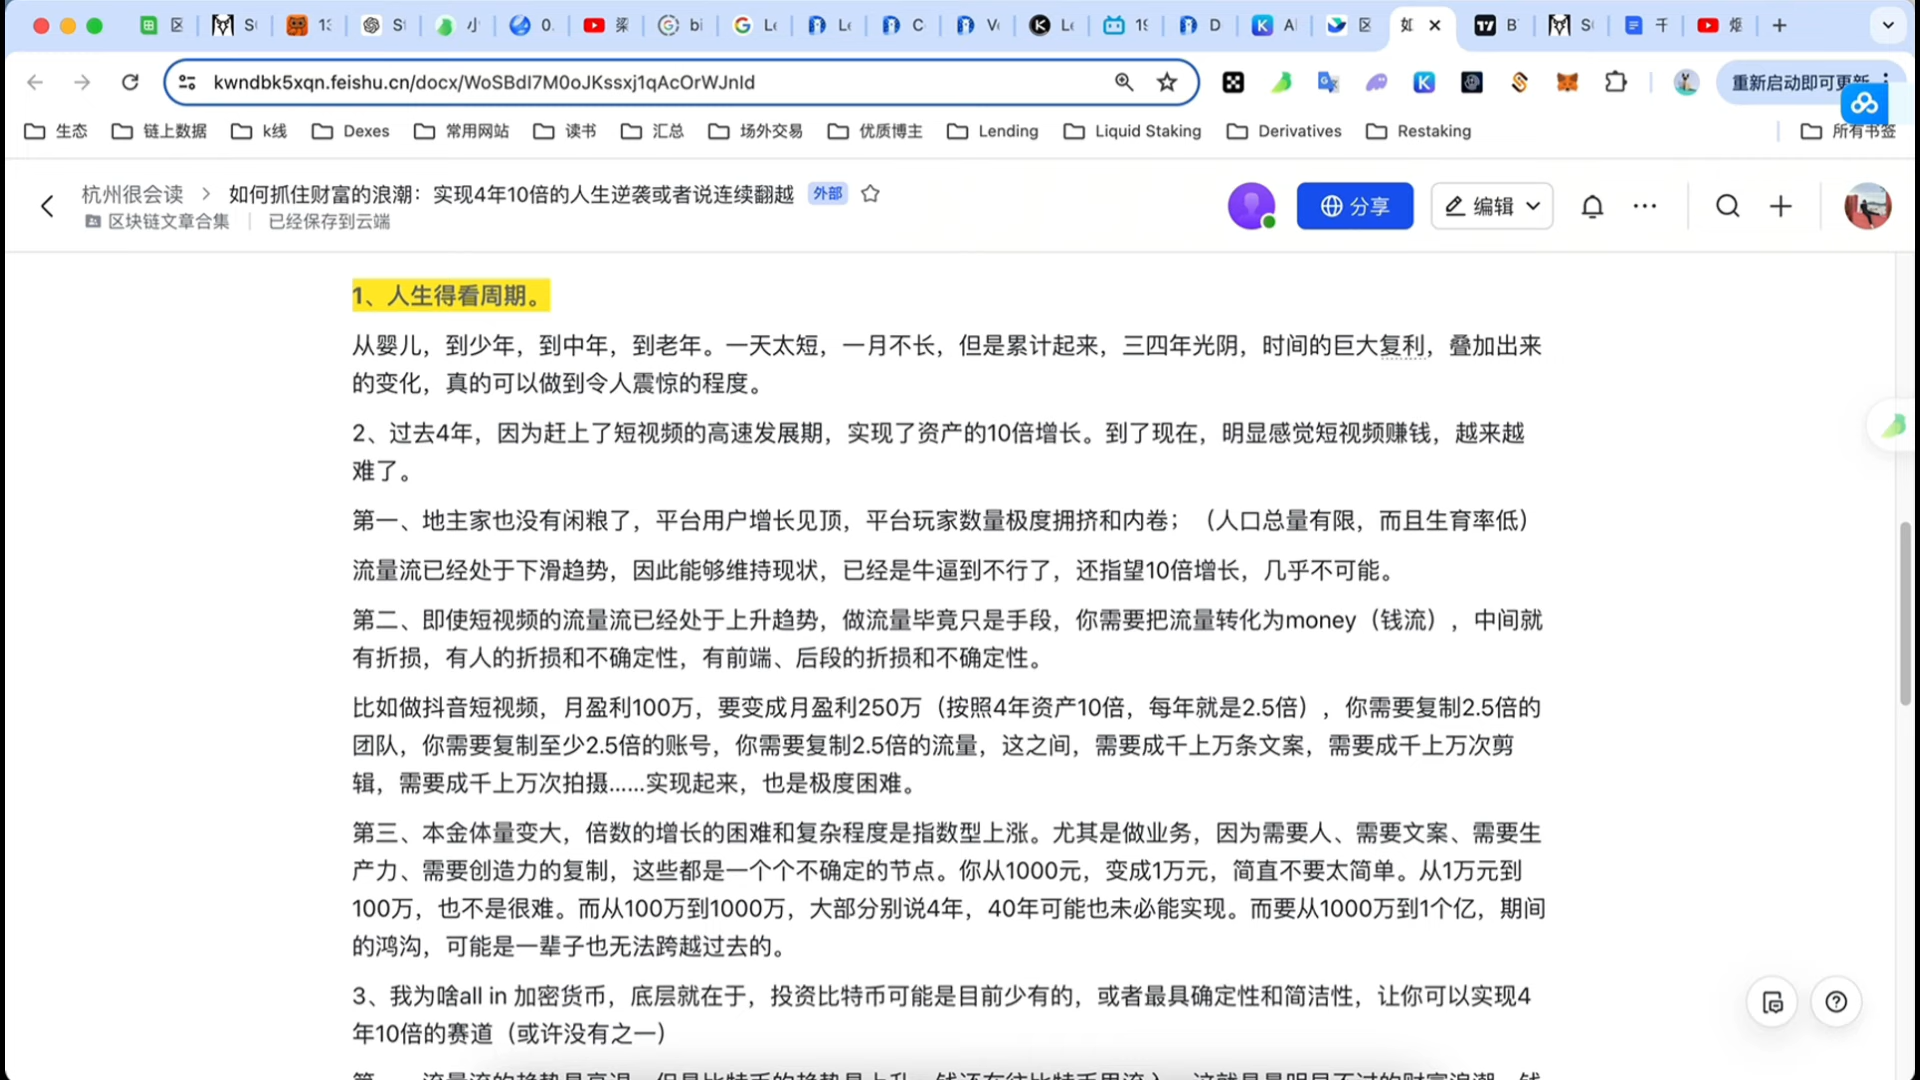 区
S
13
S
小
0.
梁
bi
Le
Le
C
Ve
Le
19
D
A
区
如
B
S
千
烟
kwndbk5xqn.feishu.cn/docx/WoSBdI7M0oJKssxj1qAcOrWJnld
重新启动即可更新
生态
链上数据
k线
Dexes
常用网站
读书
汇总
场外交易
优质博主
Lending
Liquid Staking
Derivatives
Restaking
所有书签
杭州很会读 > 如何抓住财富的浪潮：实现4年10倍的人生逆袭或者说连续翻越 外部
区块链文章合集 | 已经保存到云端
分享
编辑
1、人生得看周期。
从婴儿，到少年，到中年，到老年。一天太短，一月不长，但是累计起来，三四年光阴，时间的巨大复利，叠加出来
的变化，真的可以做到令人震惊的程度。
2、过去4年，因为赶上了短视频的高速发展期，实现了资产的10倍增长。到了现在，明显感觉短视频赚钱，越来越
难了。
第一、地主家也没有闲粮了，平台用户增长见顶，平台玩家数量极度拥挤和内卷；（人口总量有限，而且生育率低）
流量流已经处于下滑趋势，因此能够维持现状，已经是牛逼到不行了，还指望10倍增长，几乎不可能。
第二、即使短视频的流量流已经处于上升趋势，做流量毕竟只是手段，你需要把流量转化为money（钱流），中间就
有折损，有人的折损和不确定性，有前端、后段的折损和不确定性。
比如做抖音短视频，月盈利100万，要变成月盈利250万（按照4年资产10倍，每年就是2.5倍），你需要复制2.5倍的
团队，你需要复制至少2.5倍的账号，你需要复制2.5倍的流量，这之间，需要成千上万条文案，需要成千上万次剪
辑，需要成千上万次拍摄……实现起来，也是极度困难。
第三、本金体量变大，倍数的增长的困难和复杂程度是指数型上涨。尤其是做业务，因为需要人、需要文案、需要生
产力、需要创造力的复制，这些都是一个个不确定的节点。你从1000元，变成1万元，简直不要太简单。从1万元到
100万，也不是很难。而从100万到1000万，大部分别说4年，40年可能也未必能实现。而要从1000万到1个亿，期间
的鸿沟，可能是一辈子也无法跨越过去的。
3、我为啥all in 加密货币，底层就在于，投资比特币可能是目前少有的，或者最具确定性和简洁性，让你可以实现4
年10倍的赛道（或许没有之一）